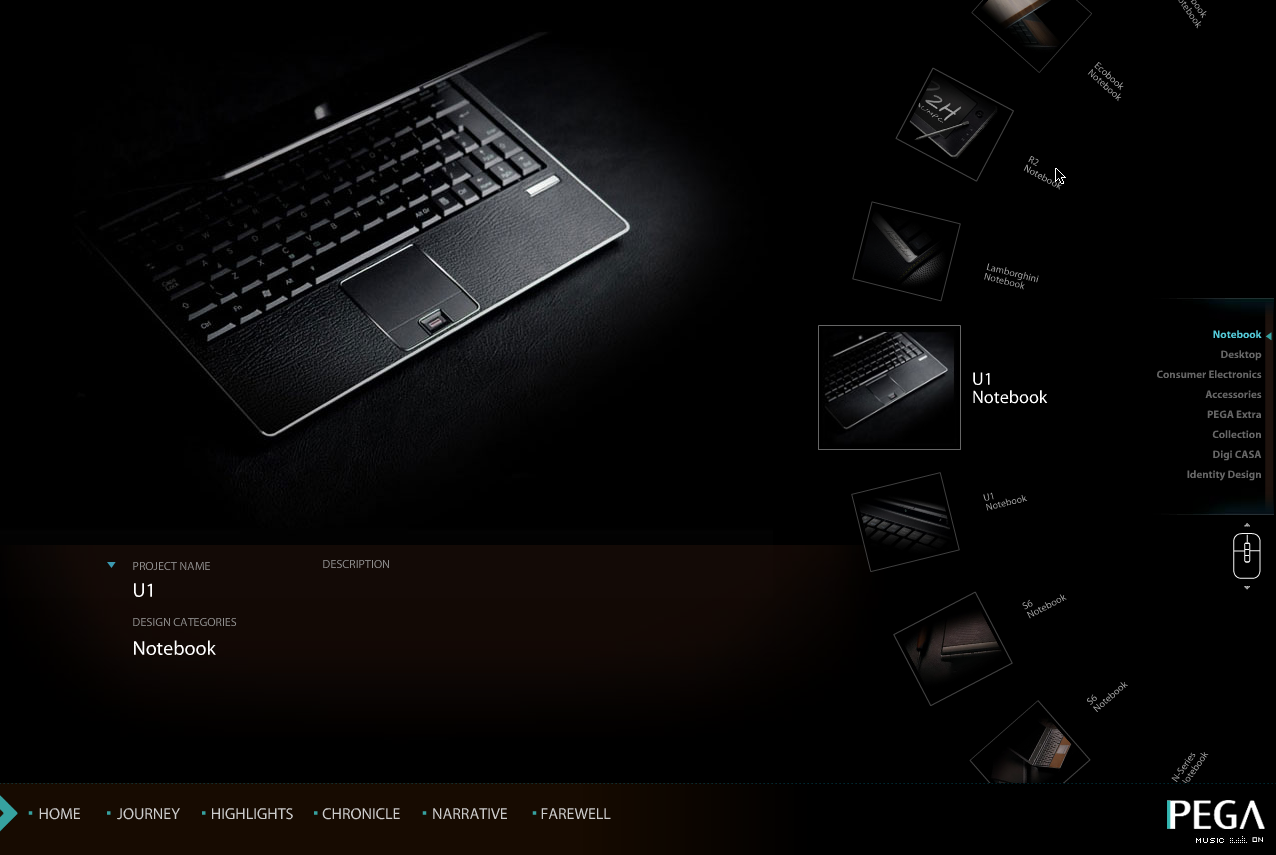 Notebook
Ecobook
Notebook
R2
Notebook
Lamborghini
Notebook
U1
Notebook
U1
Notebook
S6
Notebook
S6
Notebook
N-Series
Notebook
Notebook
Desktop
Consumer Electronics
Accessories
PEGA Extra
Collection
Digi CASA
Identity Design
PROJECT NAME
U1
DESIGN CATEGORIES
Notebook
DESCRIPTION
HOME
JOURNEY
HIGHLIGHTS
CHRONICLE
NARRATIVE
FAREWELL
PEGA
MUSIC ON